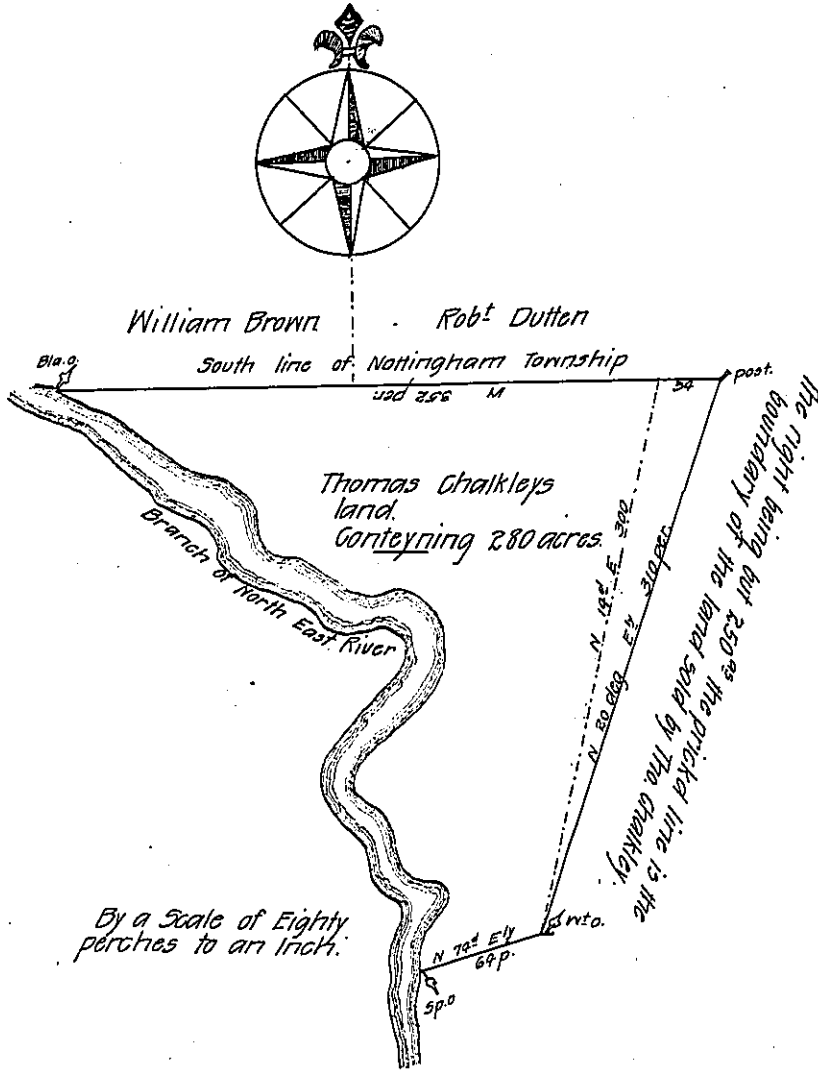 William Brown . Rob.t Dutten
Bla.o.
South line of Nottingham Township
post.
W 352 per.
54
Thomas Chalkleys
land.
Conteyning 280 acres.
Branch of North East River
N 14d E 300
N 20 deg Ely 310 per.
the right being but 250 as the prickd line is the
boundary of the land sold by Tho. Chalkley.
By a Scale of Eighty
perches to an Inch.
wt o.
N 74d Ely
64 p.
Sp.o